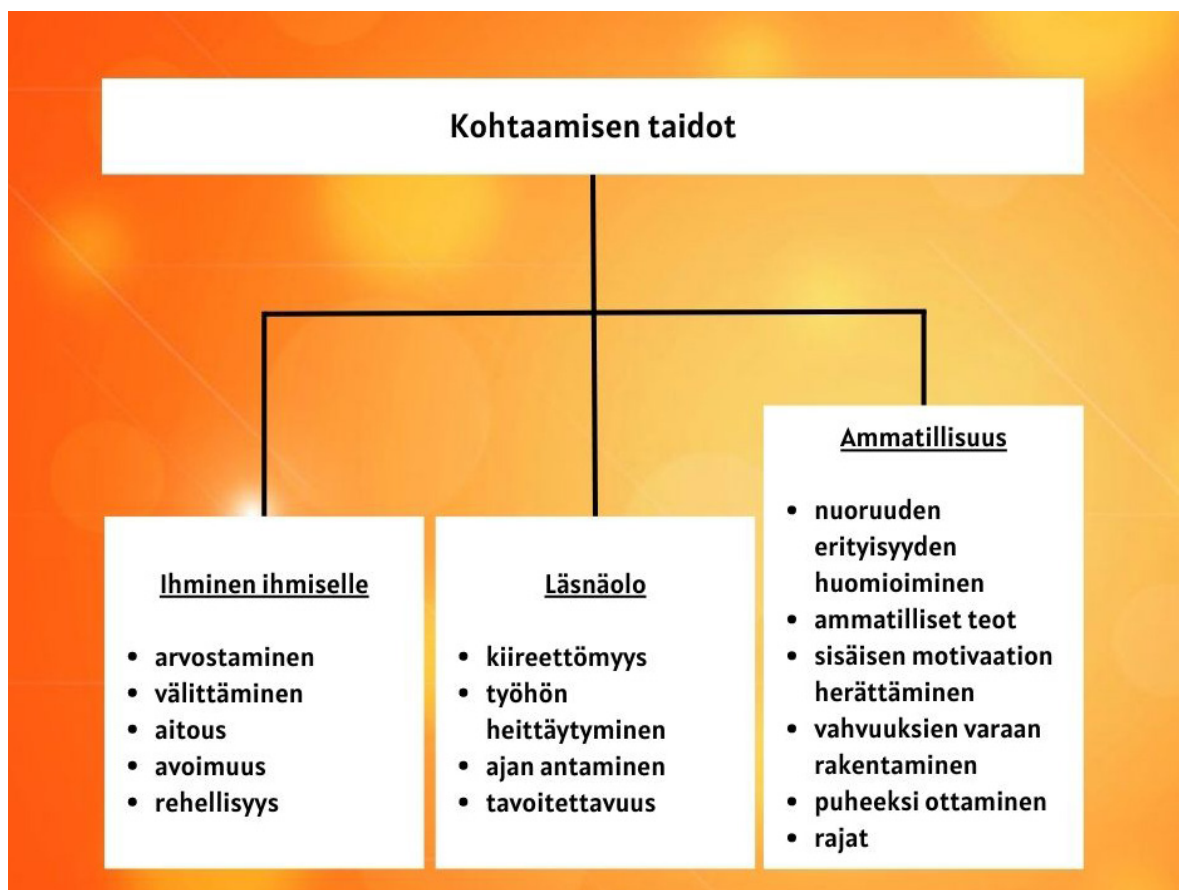 Kohtaamisen taidot
Ihminen ihmiselle
• arvostaminen
• välittäminen
• aitous
• avoimuus
• rehellisyys
Läsnäolo
• kiireettömyys
• työhön
heittäytyminen
• ajan antaminen
• tavoitettavuus
Ammatillisuus
• nuoruuden
erityisyyden
huomioiminen
• ammatilliset teot
• sisäisen motivaation
herättäminen
• vahvuuksien varaan
rakentaminen
• puheeksi ottaminen
• rajat